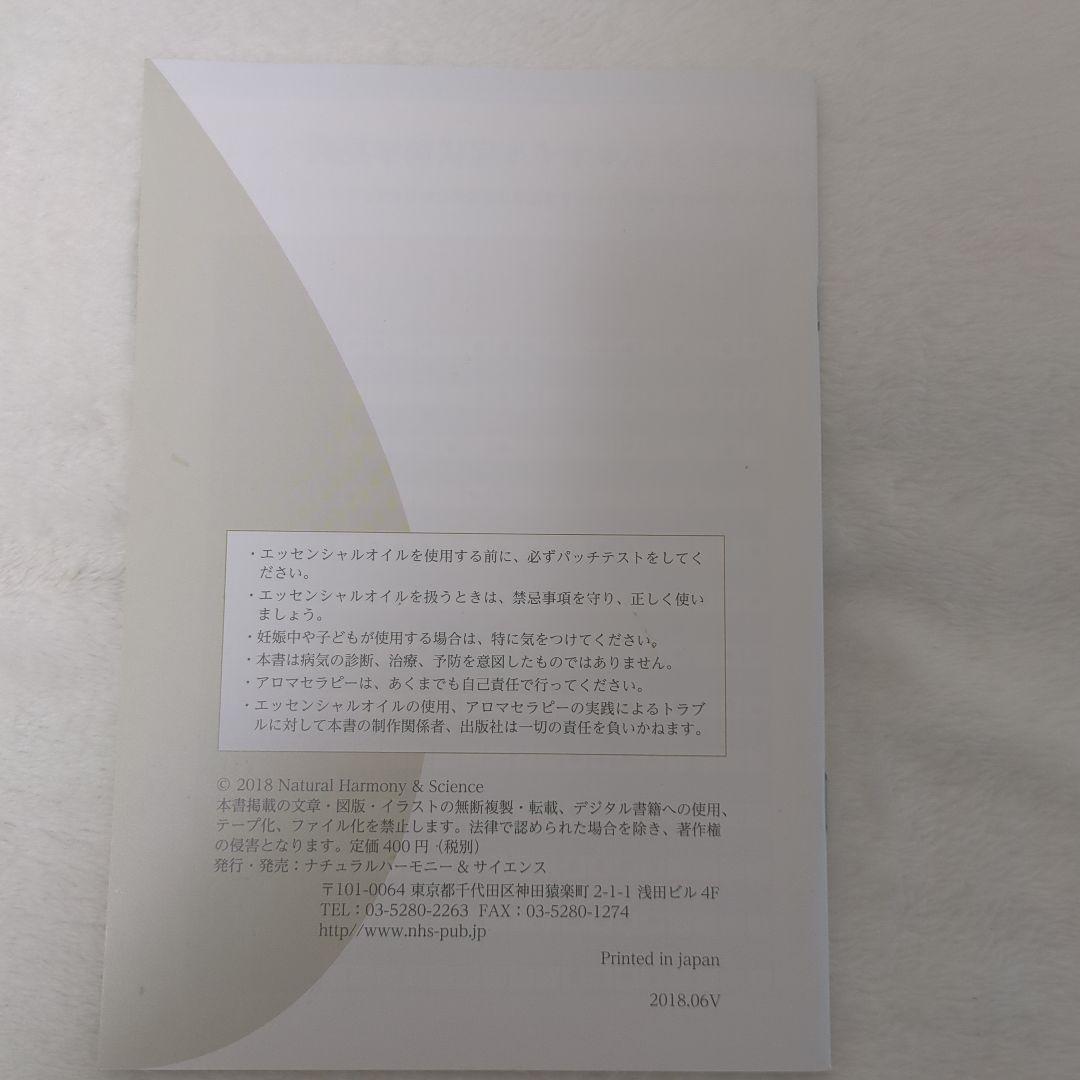 ・エッセンシャルオイルを使用する前に、必ずパッチテストをしてく
ださい。
・エッセンシャルオイルを扱うときは、禁忌事項を守り、正しく使い
ましょう。
・妊娠中や子どもが使用する場合は、特に気をつけてください。
・本書は病気の診断、治療、予防を意図したものではありません。
・アロマセラピーは、あくまでも自己責任で行ってください。
・エッセンシャルオイルの使用、アロマセラピーの実践によるトラブ
ルに対して本書の制作関係者、出版社は一切の責任を負いかねます。
© 2018 Natural Harmony & Science
本書掲載の文章・図版・イラストの無断複製・転載、デジタル書籍への使用、
テープ化、ファイル化を禁止します。法律で認められた場合を除き、著作権
の侵害となります。定価 400 円（税別）
発行・発売：ナチュラルハーモニー & サイエンス
〒101-0064 東京都千代田区神田猿楽町 2-1-1 浅田ビル 4F
TEL：03-5280-2263 FAX：03-5280-1274
http//www.nhs-pub.jp
Printed in japan
2018.06V